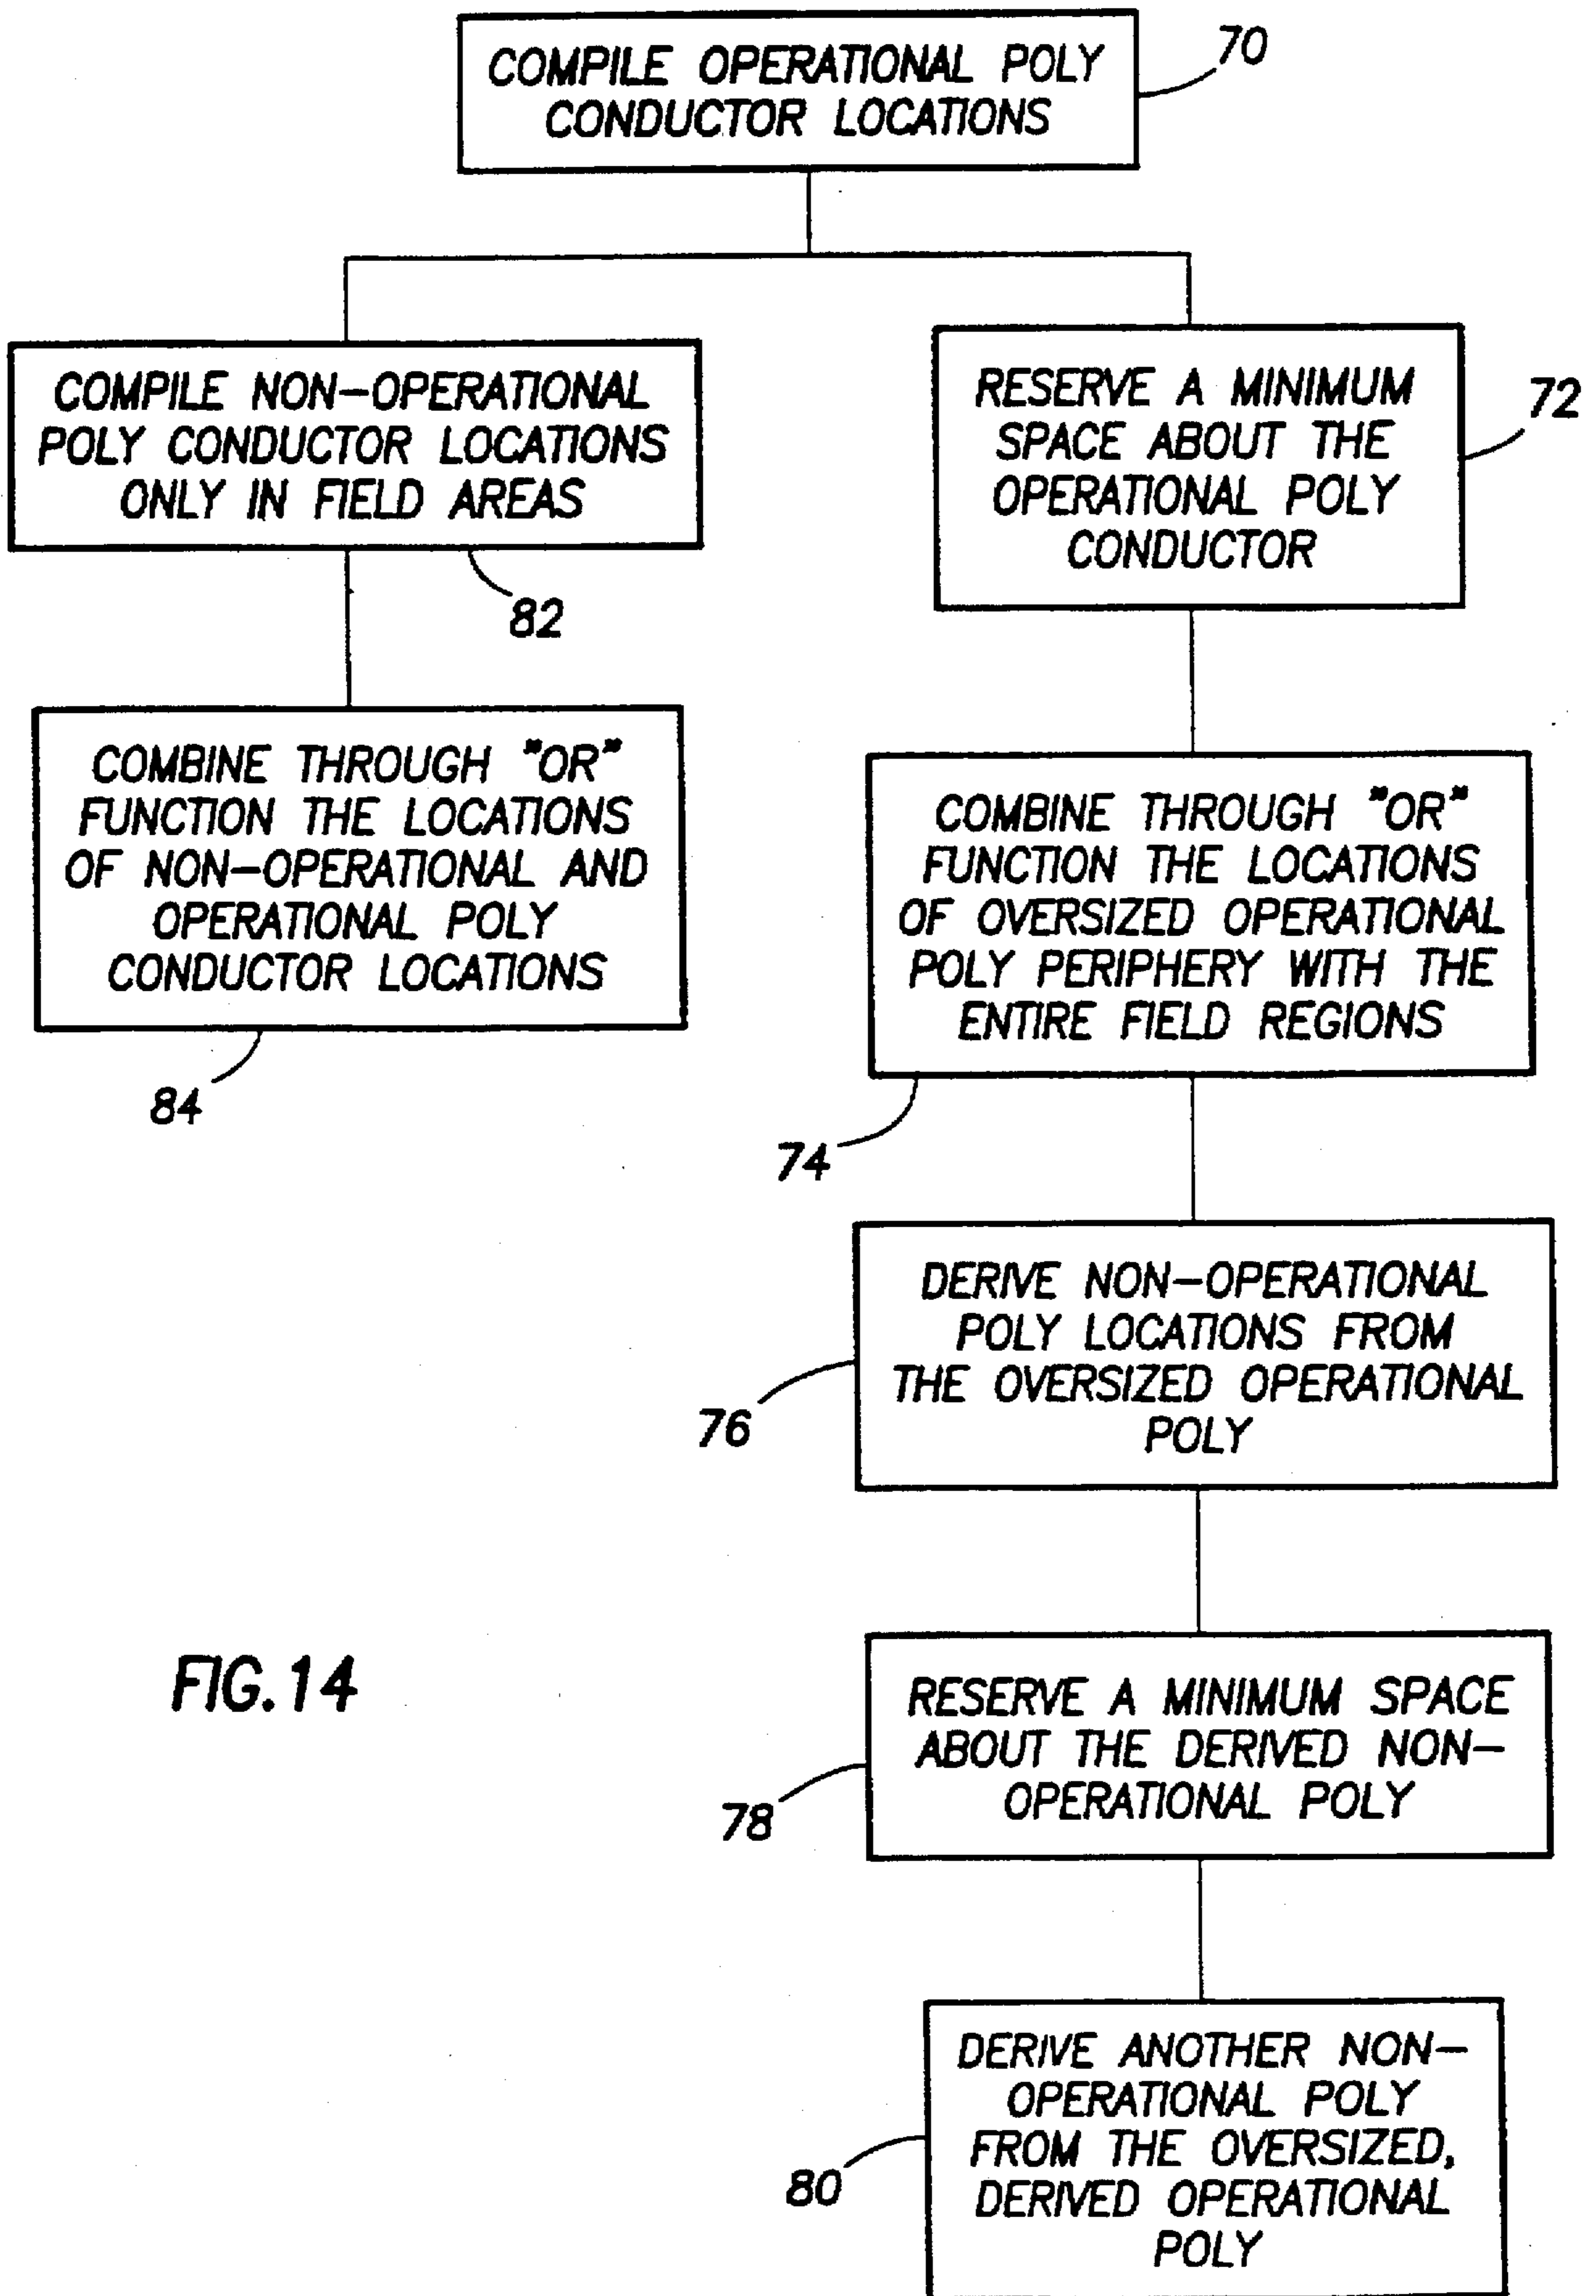 COMPILE OPERATIONAL POLY
CONDUCTOR LOCATIONS
70
COMPILE NON-OPERATIONAL
POLY CONDUCTOR LOCATIONS
ONLY IN FIELD AREAS
82
COMBINE THROUGH "OR"
FUNCTION THE LOCATIONS
OF NON-OPERATIONAL AND
OPERATIONAL POLY
CONDUCTOR LOCATIONS
84
RESERVE A MINIMUM
SPACE ABOUT THE
OPERATIONAL POLY
CONDUCTOR
72
COMBINE THROUGH "OR"
FUNCTION THE LOCATIONS
OF OVERSIZED OPERATIONAL
POLY PERIPHERY WITH THE
ENTIRE FIELD REGIONS
74
DERIVE NON-OPERATIONAL
POLY LOCATIONS FROM
THE OVERSIZED OPERATIONAL
POLY
76
RESERVE A MINIMUM SPACE
ABOUT THE DERIVED NON-
OPERATIONAL POLY
78
DERIVE ANOTHER NON-
OPERATIONAL POLY
FROM THE OVERSIZED,
DERIVED OPERATIONAL
POLY
80
FIG.14